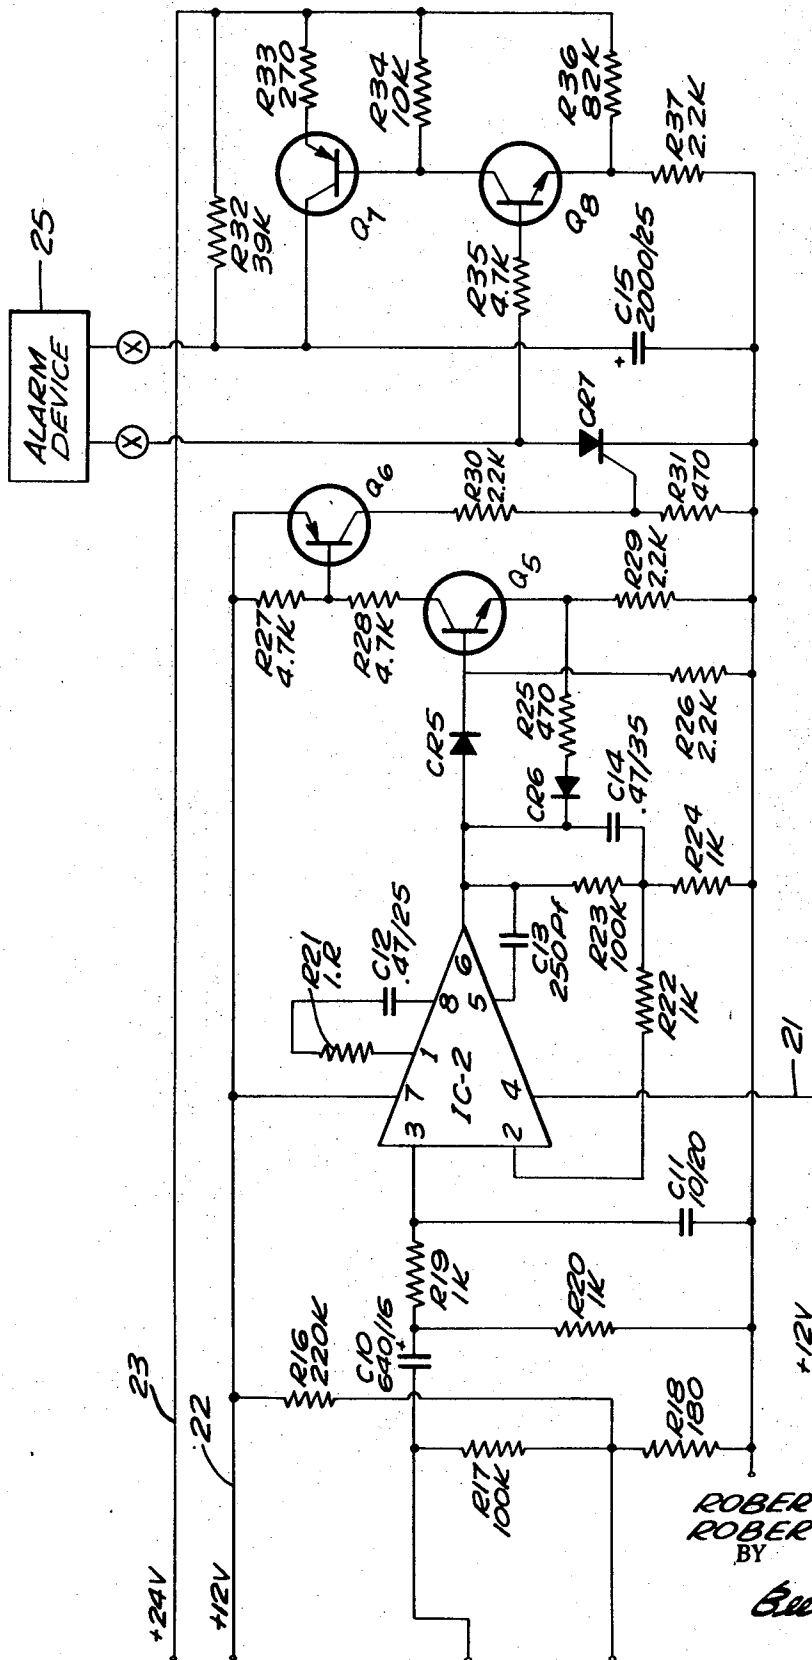 25
ALARM
DEVICE
X
X
23
22
+24V
+12V
R33
270
R34
10K
R36
82K
R37
2.2K
R32
39K
Q7
Q8
R35
4.7K
C15
2000/25
+
CR7
Q6
R30
2.2K
R31
470
R27
4.7K
R28
4.7K
Q5
R29
2.2K
CR5
R25
470
R26
2.2K
CR6
C14
.47/35
R21
1.R
C12
.47/25
C13
250Pf
R23
100K
R24
1K
IC-2
7
1
8
6
5
4
3
2
R22
1K
21
C11
10/20
R19
1K
R20
1K
C10
640/16
+
R16
220K
R17
100K
R18
180
+12V
ROBER
ROBER
BY